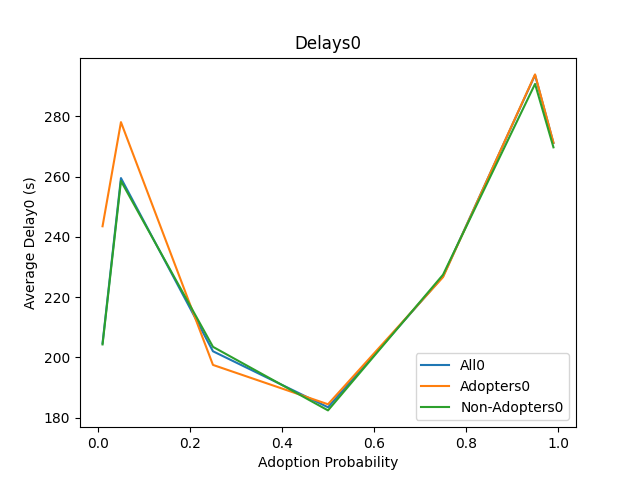 Delays0
Average Delay0 (s)
280
260
240
220
200
180
0.0 0.2 0.4 0.6 0.8 1.0
Adoption Probability
All0
Adopters0
Non-Adopters0